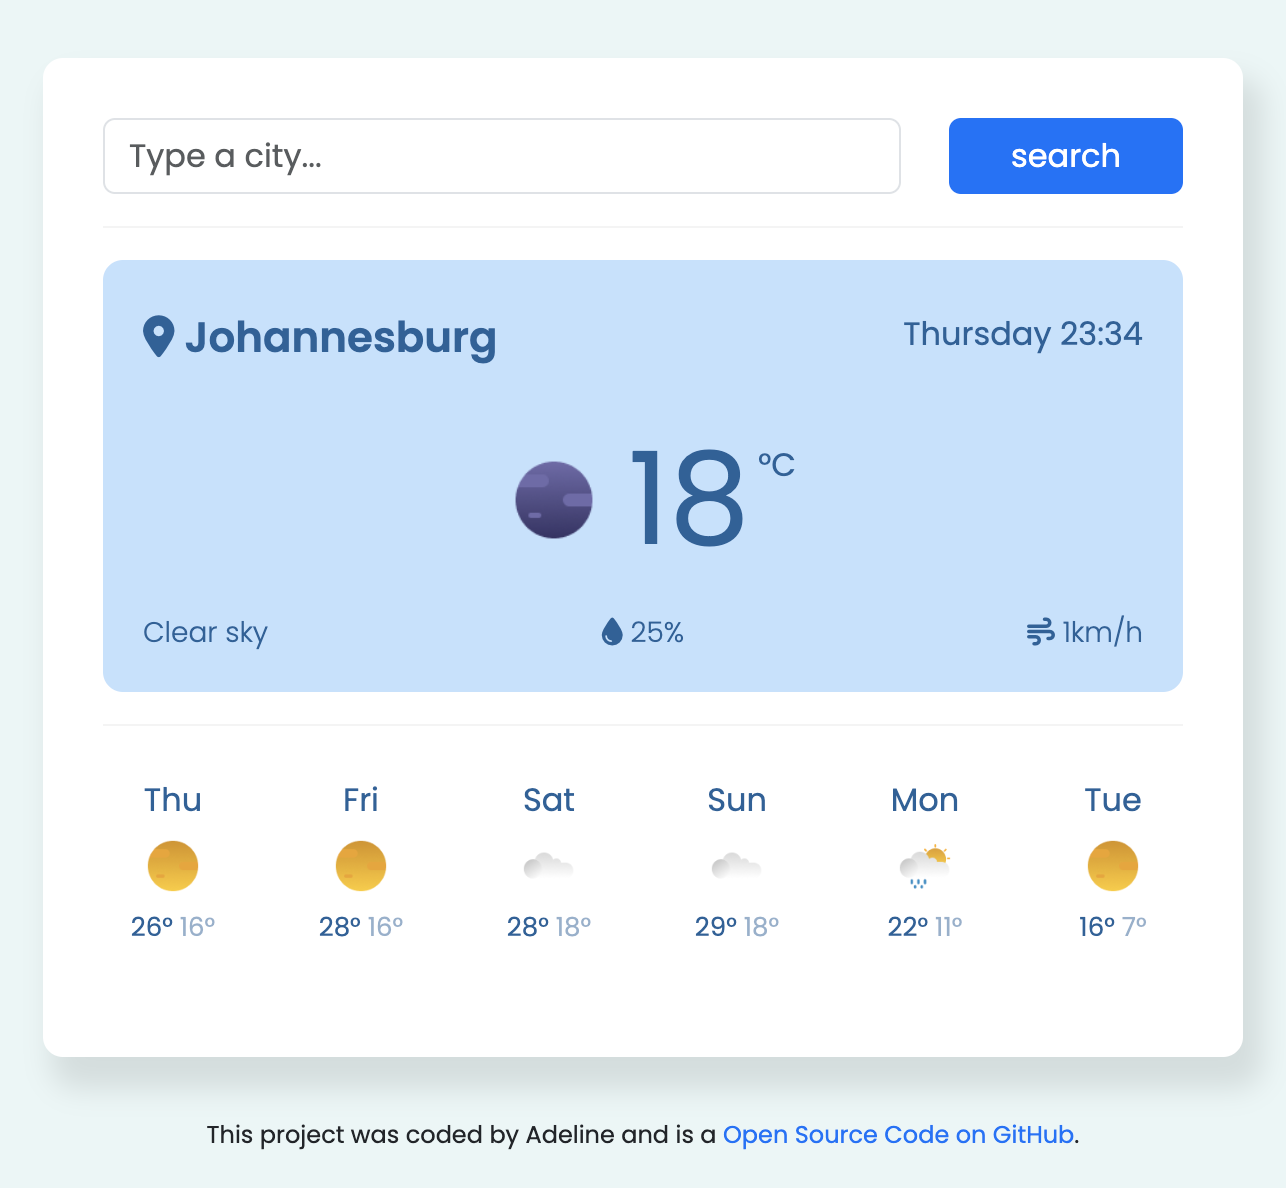 Type a city...
search
Johannesburg
Thursday 23:34
18 °C
Clear sky
25%
1km/h
Thu Fri Sat Sun Mon Tue
26° 16° 28° 16° 28° 18° 29° 18° 22° 11° 16° 7°
This project was coded by Adeline and is a Open Source Code on GitHub.